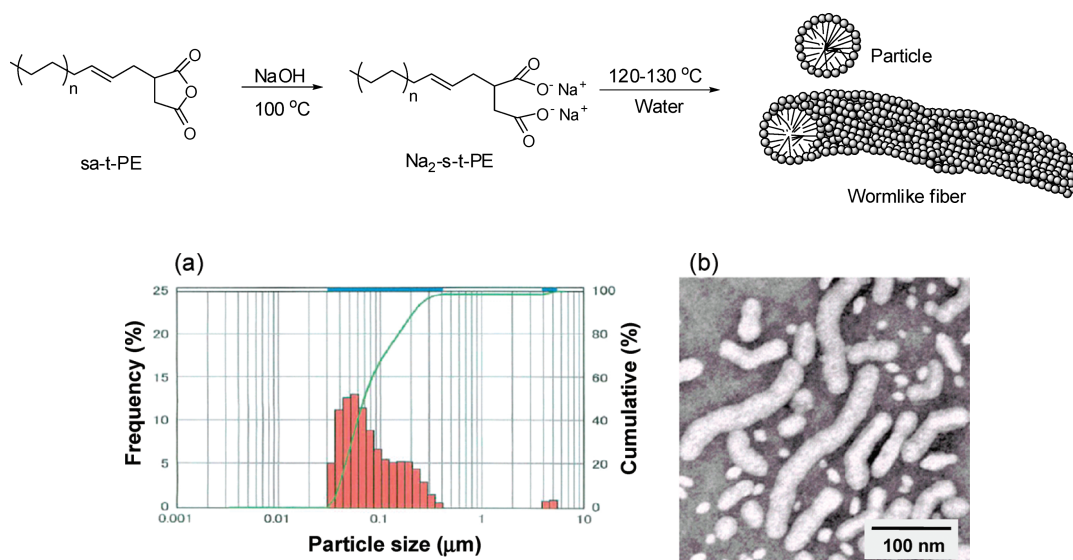 NaOH
100 °C
120-130 °C
Water
n
O
O
O
n
O
O⁻ Na⁺
O⁻ Na⁺
O
sa-t-PE
Na₂-s-t-PE
Particle
Wormlike fiber
(a)
Frequency (%)
25
20
15
10
5
0
0.001
0.01
0.1
1
10
100
80
60
40
20
0
Cumulative (%)
Particle size (μm)
(b)
100 nm